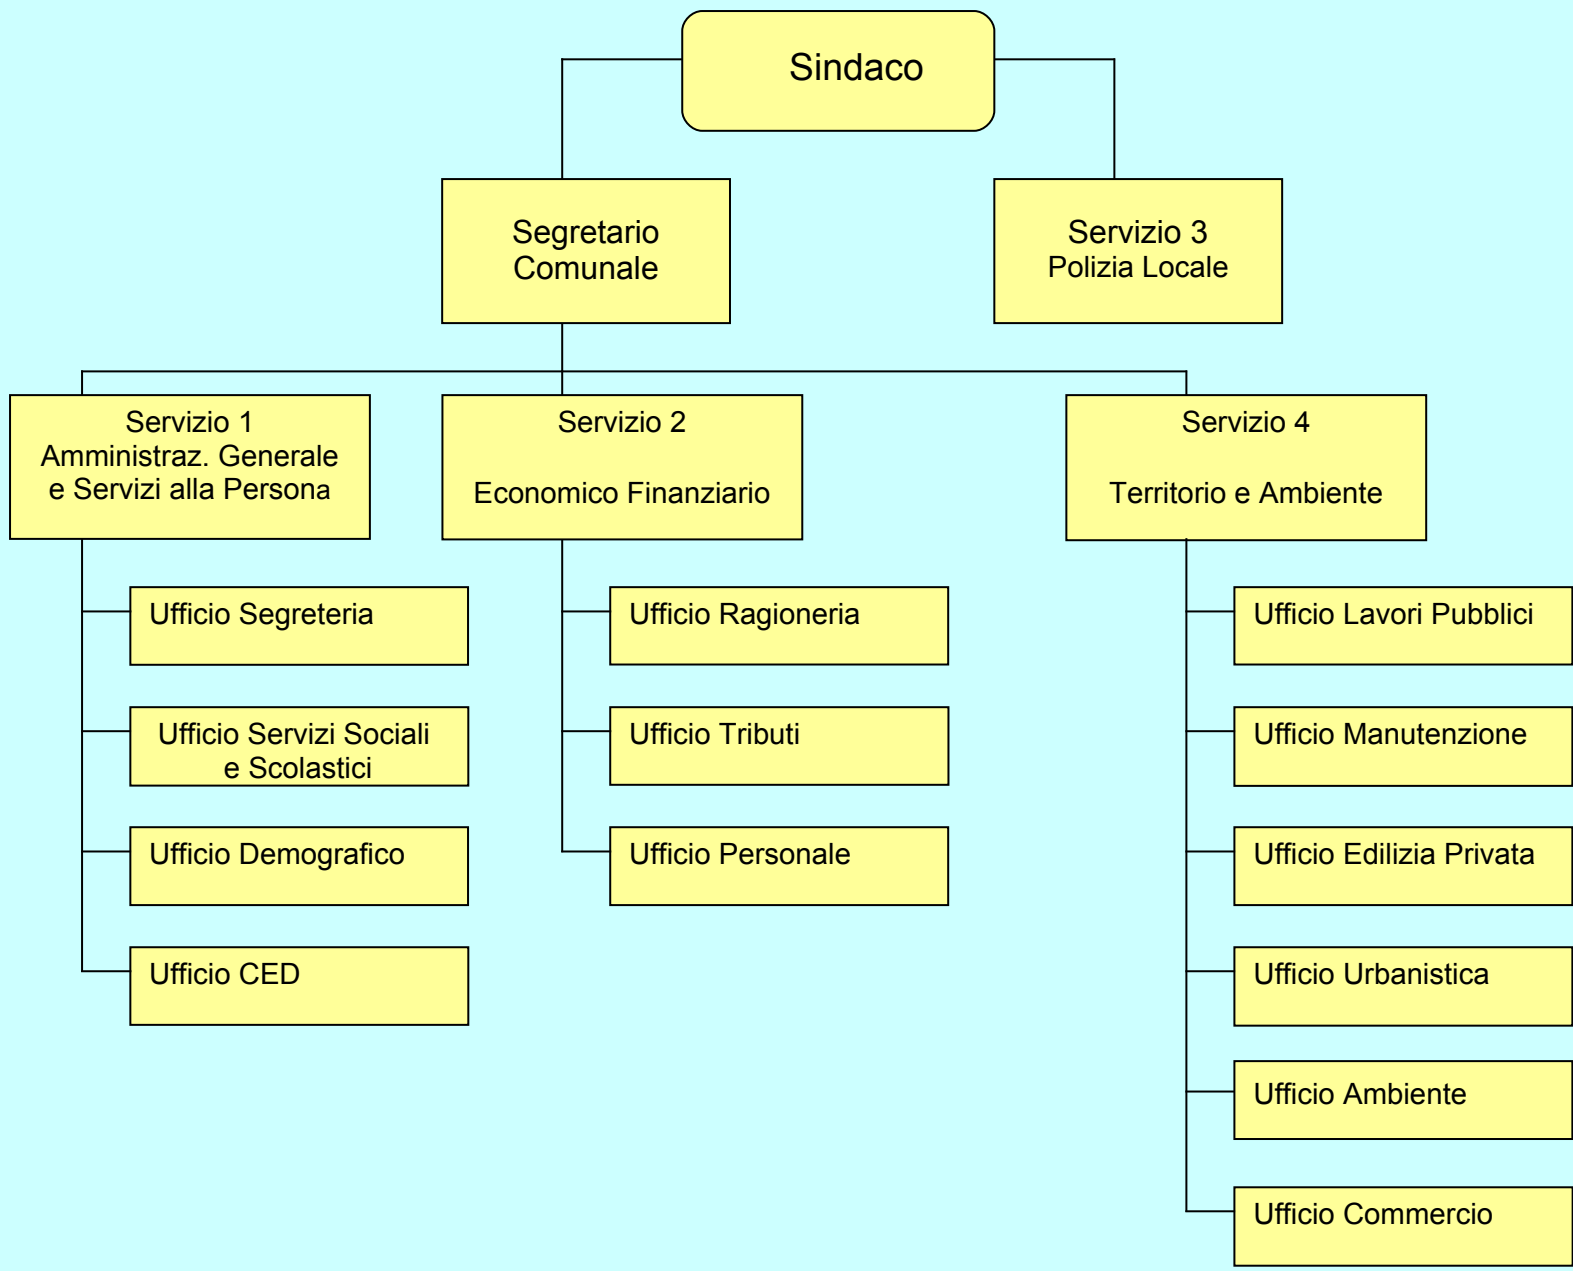 Sindaco
Segretario
Comunale
Servizio 3
Polizia Locale
Servizio 1
Amministraz. Generale
e Servizi alla Persona
Servizio 2
Economico Finanziario
Servizio 4
Territorio e Ambiente
Ufficio Segreteria
Ufficio Servizi Sociali
e Scolastici
Ufficio Demografico
Ufficio CED
Ufficio Ragioneria
Ufficio Tributi
Ufficio Personale
Ufficio Lavori Pubblici
Ufficio Manutenzione
Ufficio Edilizia Privata
Ufficio Urbanistica
Ufficio Ambiente
Ufficio Commercio